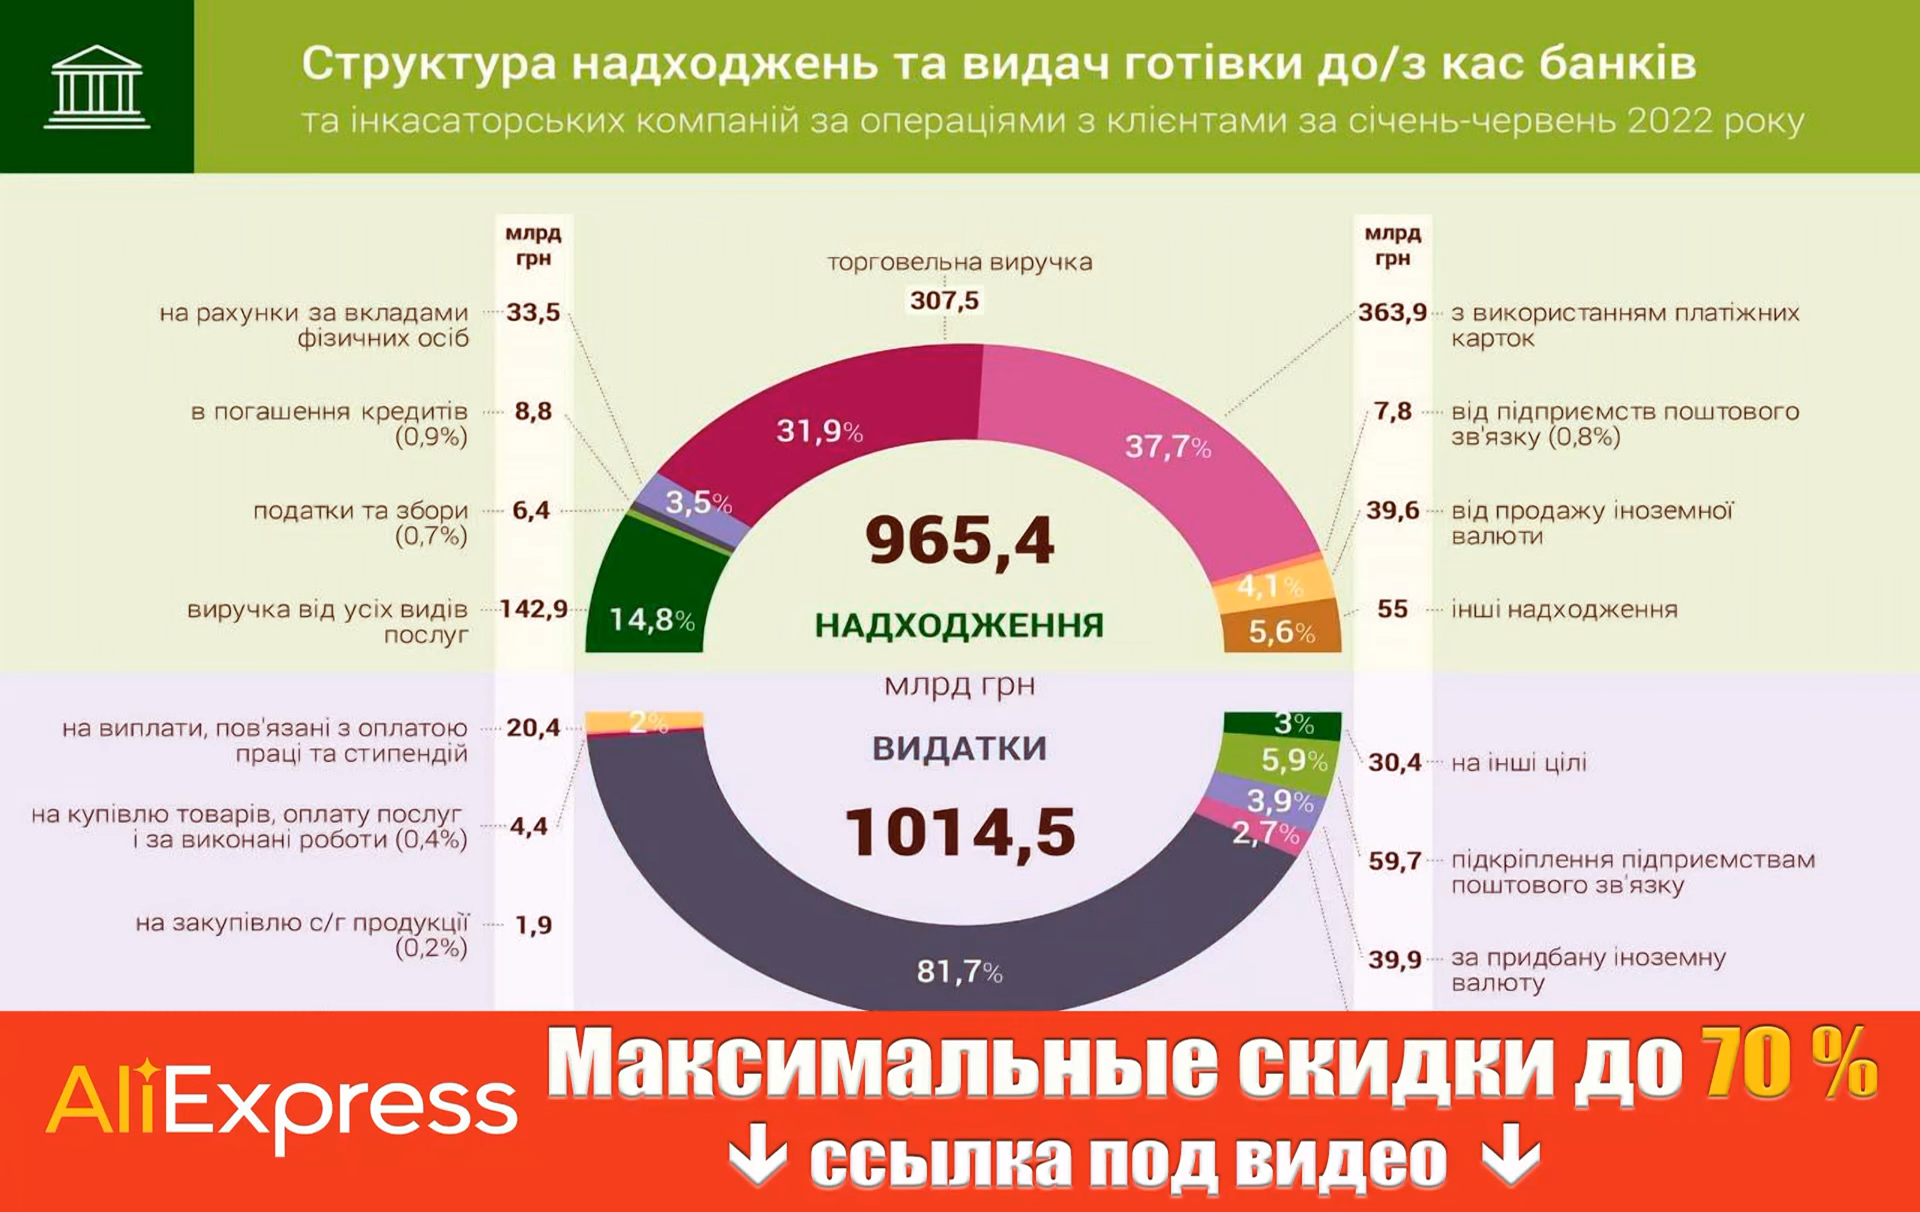 Структура надходжень та видач готівки до/з кас банків
та інкасаторських компаній за операціями з клієнтами за січень-червень 2022 року
млрд
грн
на рахунки за вкладами
фізичних осіб
33,5
в погашення кредитів
(0,9%)
8,8
податки та збори
(0,7%)
6,4
виручка від усіх видів
послуг
142,9
торговельна виручка
307,5
млрд
грн
363,9
з використанням платіжних
карток
7,8
від підприємств поштового
зв'язку (0,8%)
39,6
від продажу іноземної
валюти
55
інші надходження
31,9%
37,7%
3,5%
14,8%
4,1%
5,6%
965,4
НАДХОДЖЕННЯ
млрд грн
ВИДАТКИ
1014,5
на виплати, пов'язані з оплатою
праці та стипендій
20,4
на купівлю товарів, оплату послуг
і за виконані роботи (0,4%)
4,4
на закупівлю с/г продукції
(0,2%)
1,9
2%
81,7%
3%
5,9%
3,9%
2,7%
30,4
на інші цілі
59,7
підкріплення підприємствам
поштового зв'язку
39,9
за придбану іноземну
валюту
AliExpress
Максимальные скидки до 70 %
ссылка под видео